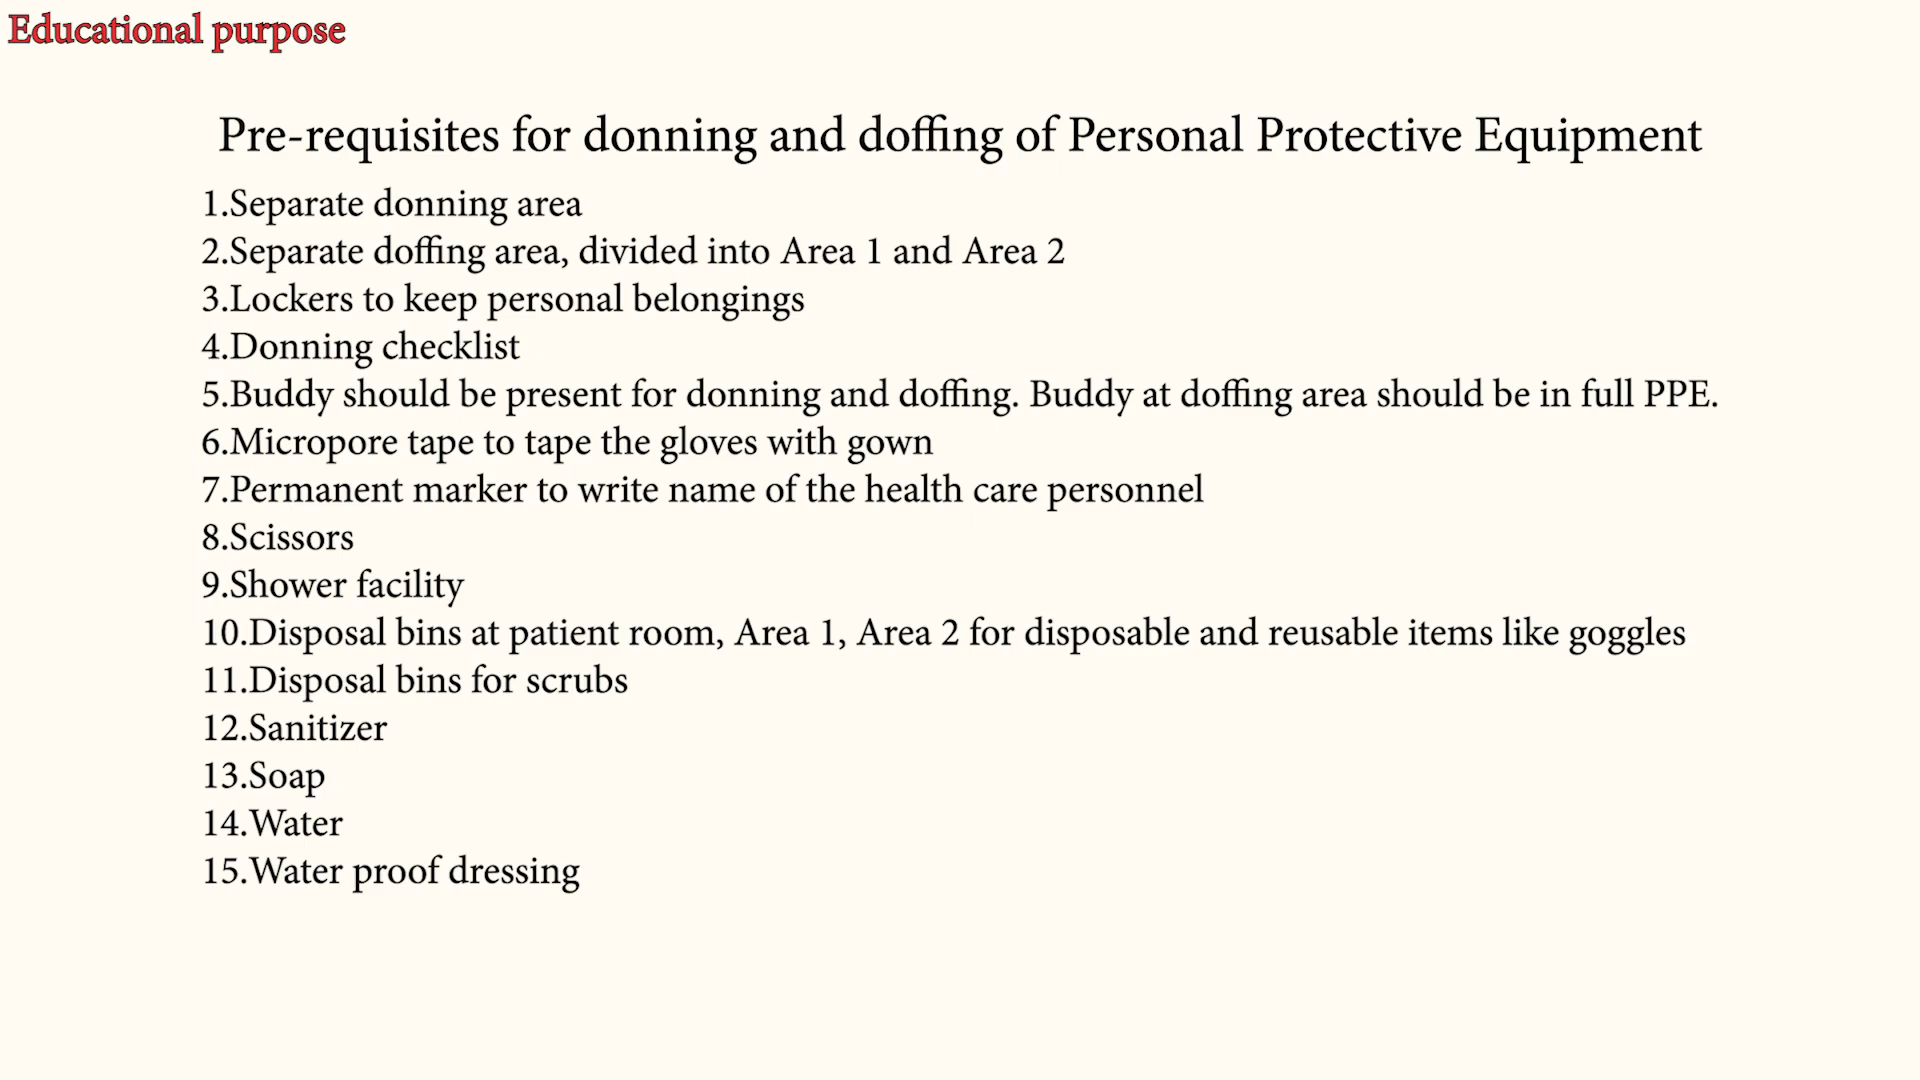 Educational purpose
Pre-requisites for donning and doffing of Personal Protective Equipment
1.Separate donning area
2.Separate doffing area, divided into Area 1 and Area 2
3.Lockers to keep personal belongings
4.Donning checklist
5.Buddy should be present for donning and doffing. Buddy at doffing area should be in full PPE.
6.Micropore tape to tape the gloves with gown
7.Permanent marker to write name of the health care personnel
8.Scissors
9.Shower facility
10.Disposal bins at patient room, Area 1, Area 2 for disposable and reusable items like goggles
11.Disposal bins for scrubs
12.Sanitizer
13.Soap
14.Water
15.Water proof dressing